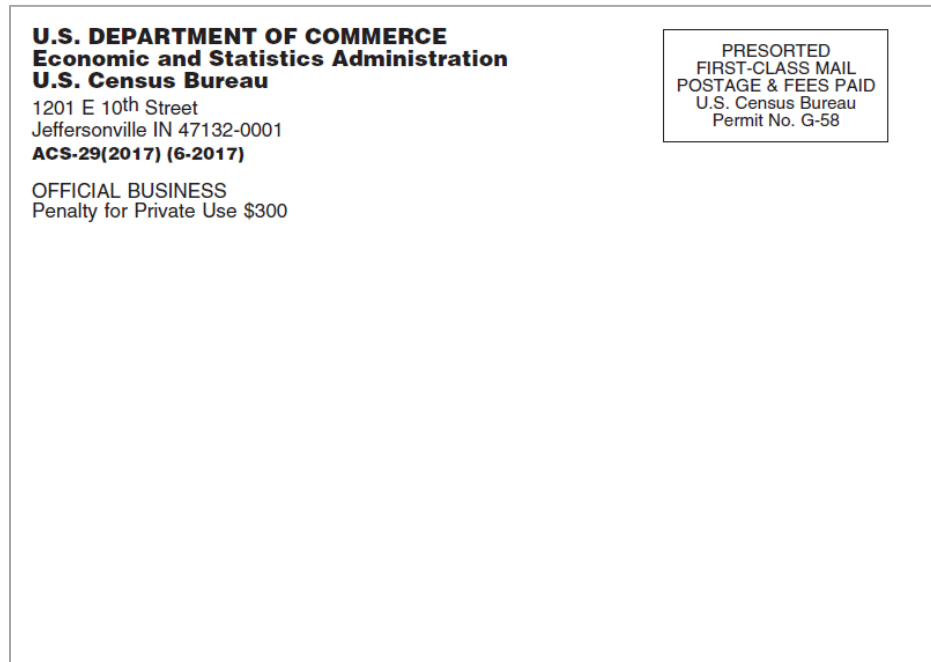 U.S. DEPARTMENT OF COMMERCE
Economic and Statistics Administration
U.S. Census Bureau
1201 E 10th Street
Jeffersonville IN 47132-0001
ACS-29(2017) (6-2017)
OFFICIAL BUSINESS
Penalty for Private Use $300
PRESORTED
FIRST-CLASS MAIL
POSTAGE & FEES PAID
U.S. Census Bureau
Permit No. G-58